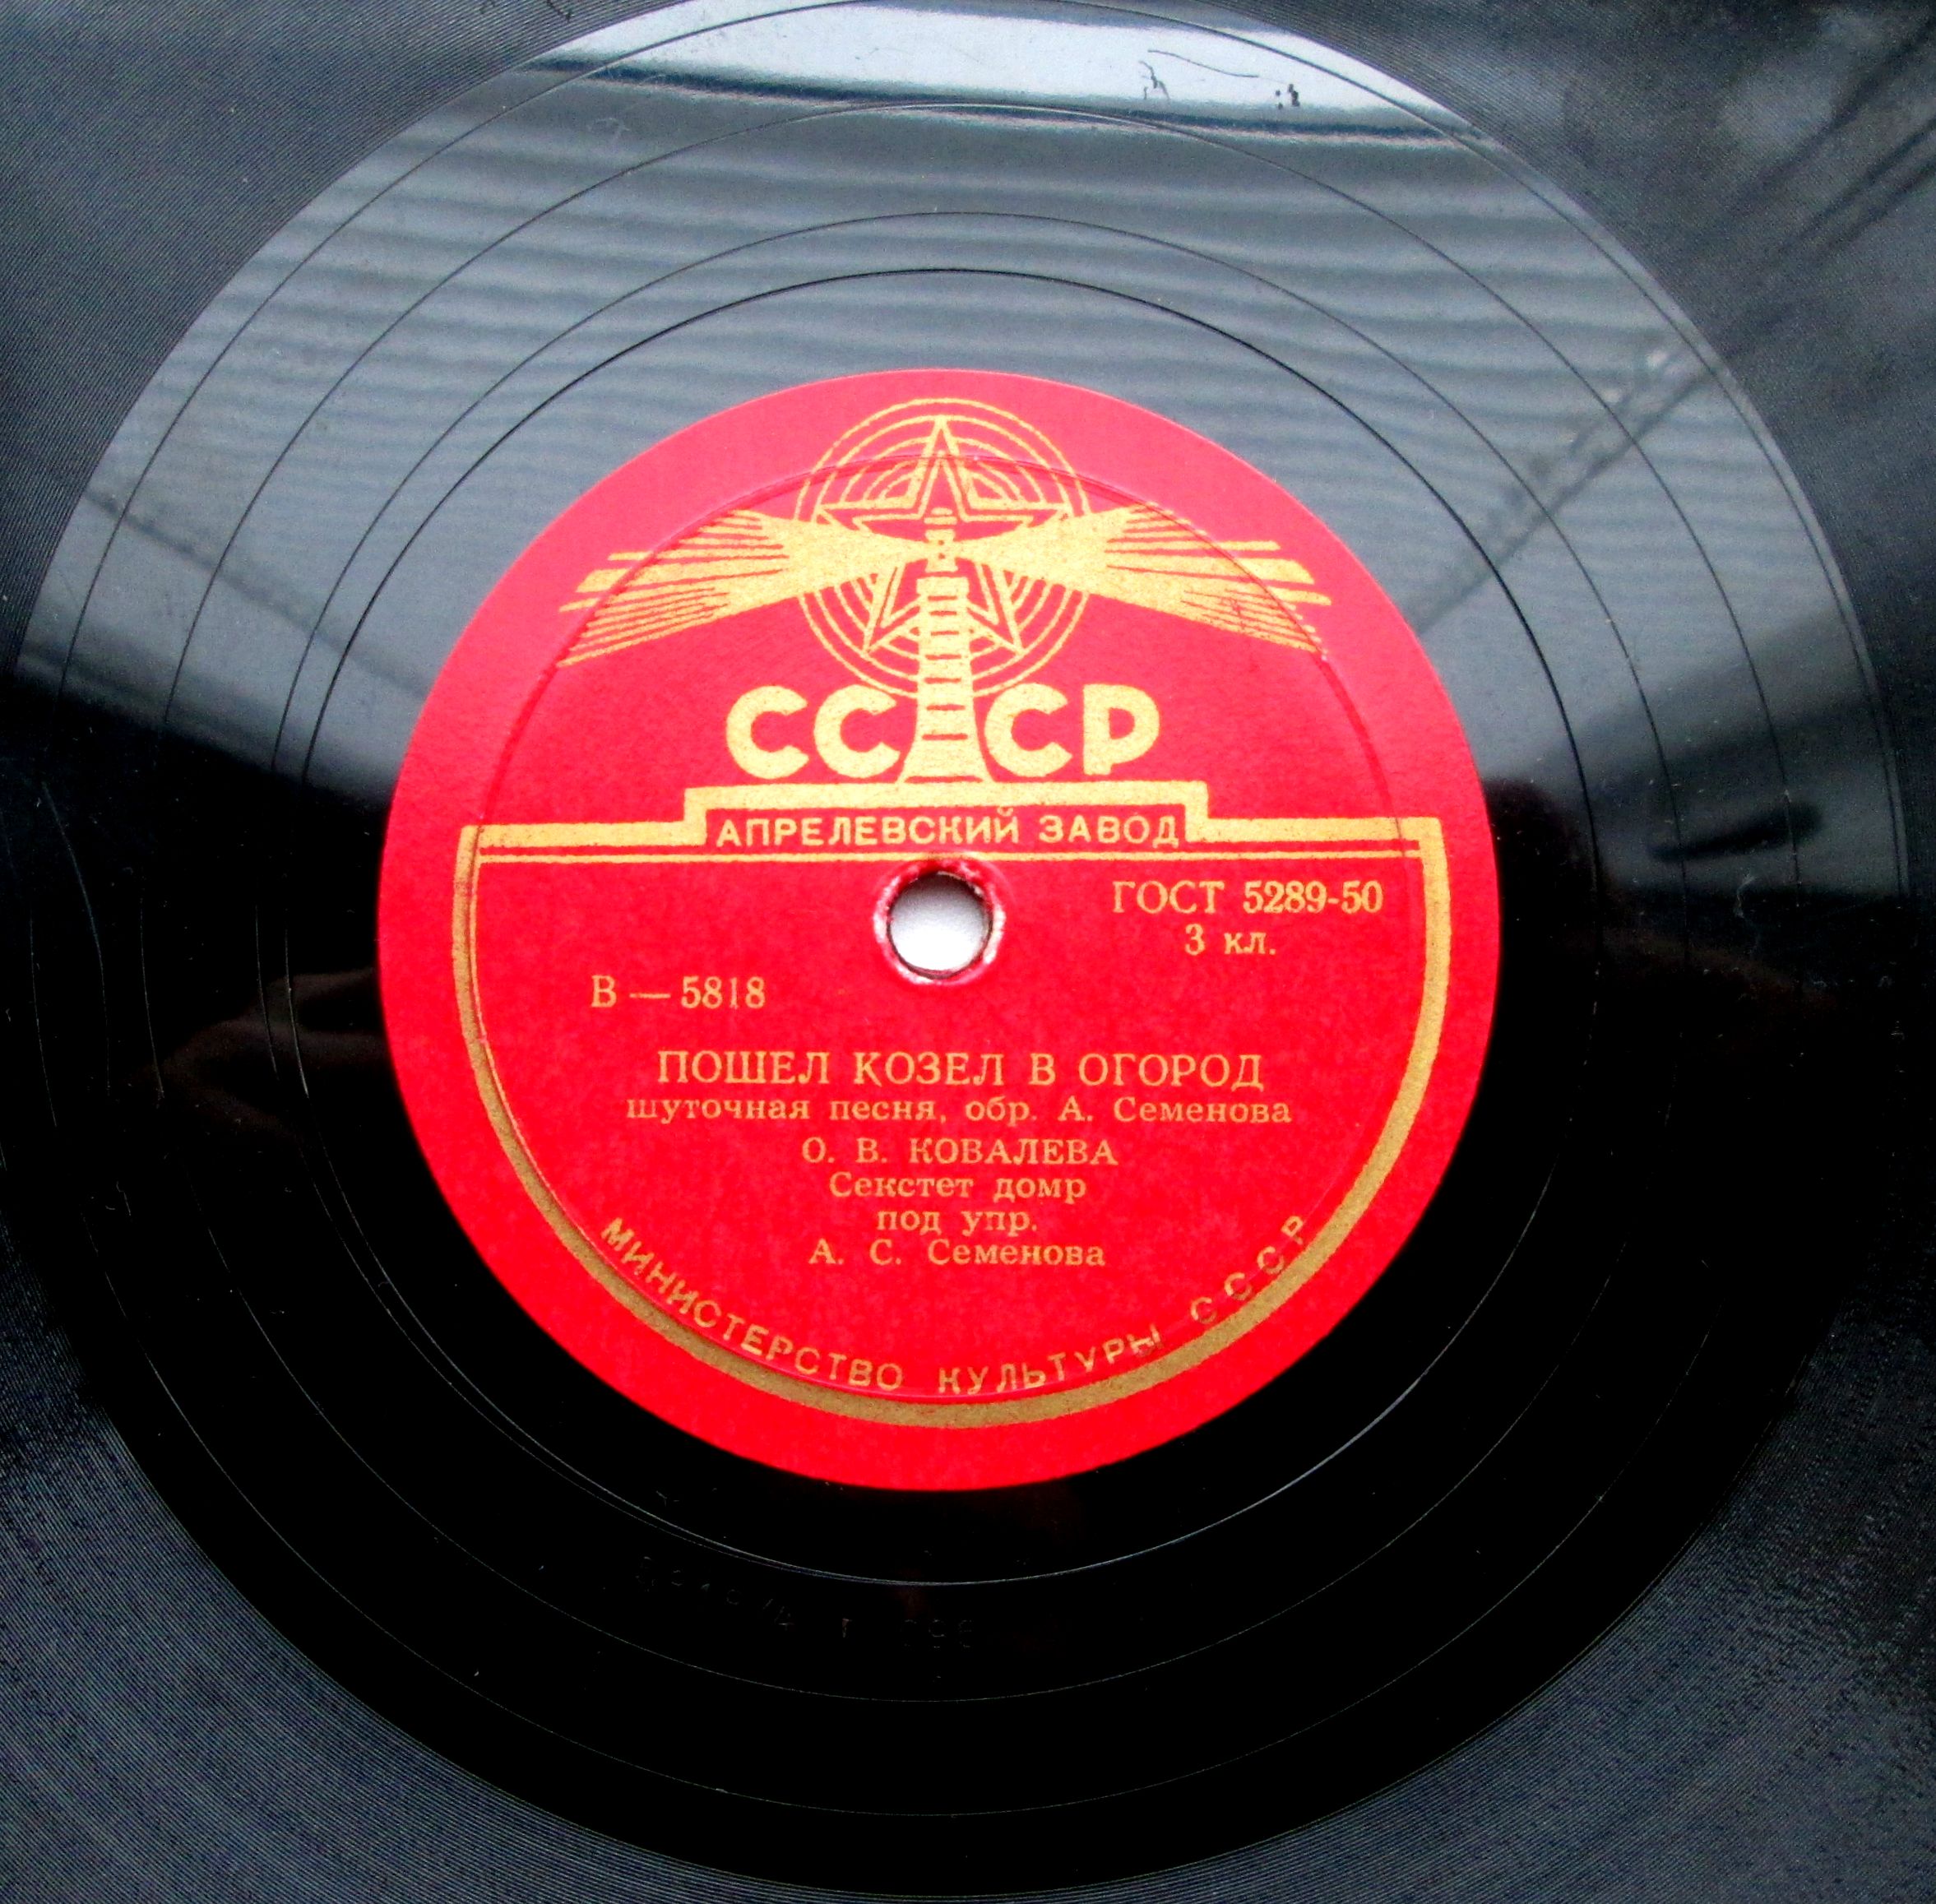 СССР
АПРЕЛЕВСКИЙ ЗАВОД
ГОСТ 5289-50
3 кл.
В — 5818
ПОШЕЛ КОЗЕЛ В ОГОРОД
шуточная песня, обр. А. Семенова
О. В. КОВАЛЕВА
Секстет домр
под упр.
А. С. Семенова
МИНИСТЕРСТВО КУЛЬТУРЫ СССР